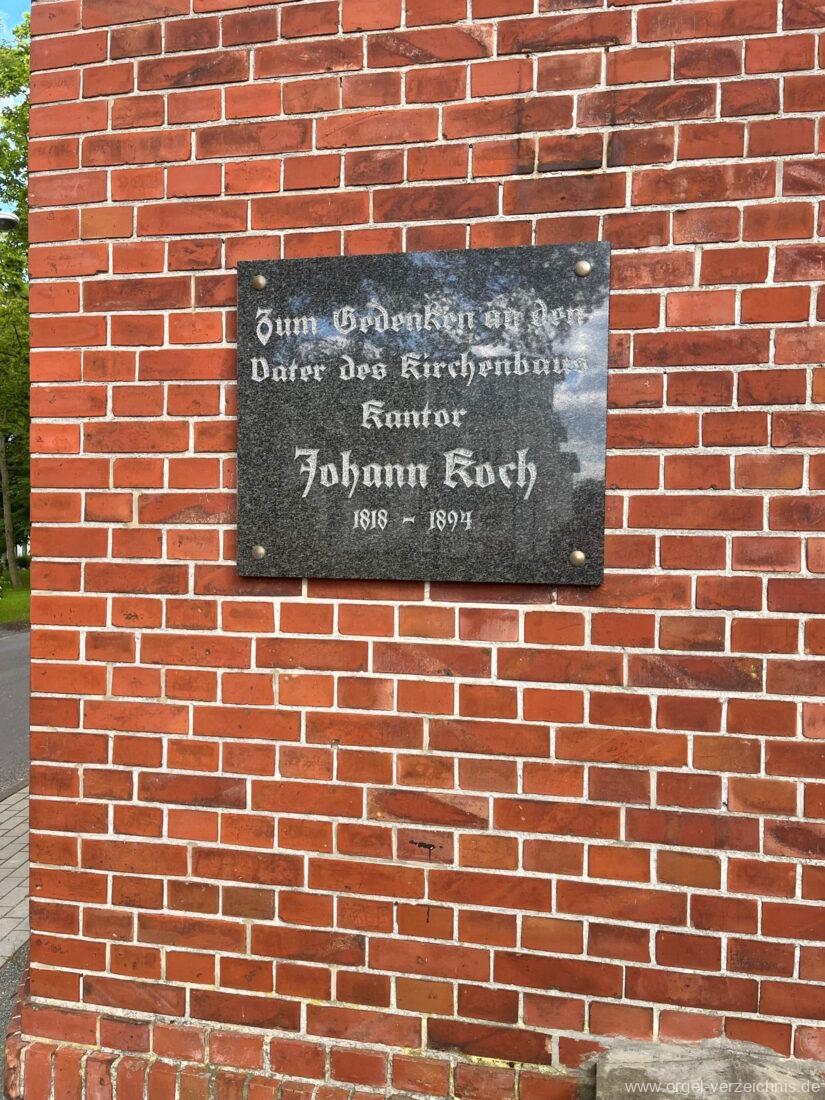 Zum Gedenken an den
Vater des Kirchenbaus
Kantor
Johann Koch
1818 - 1894
www.orgel-verzeichnis.de